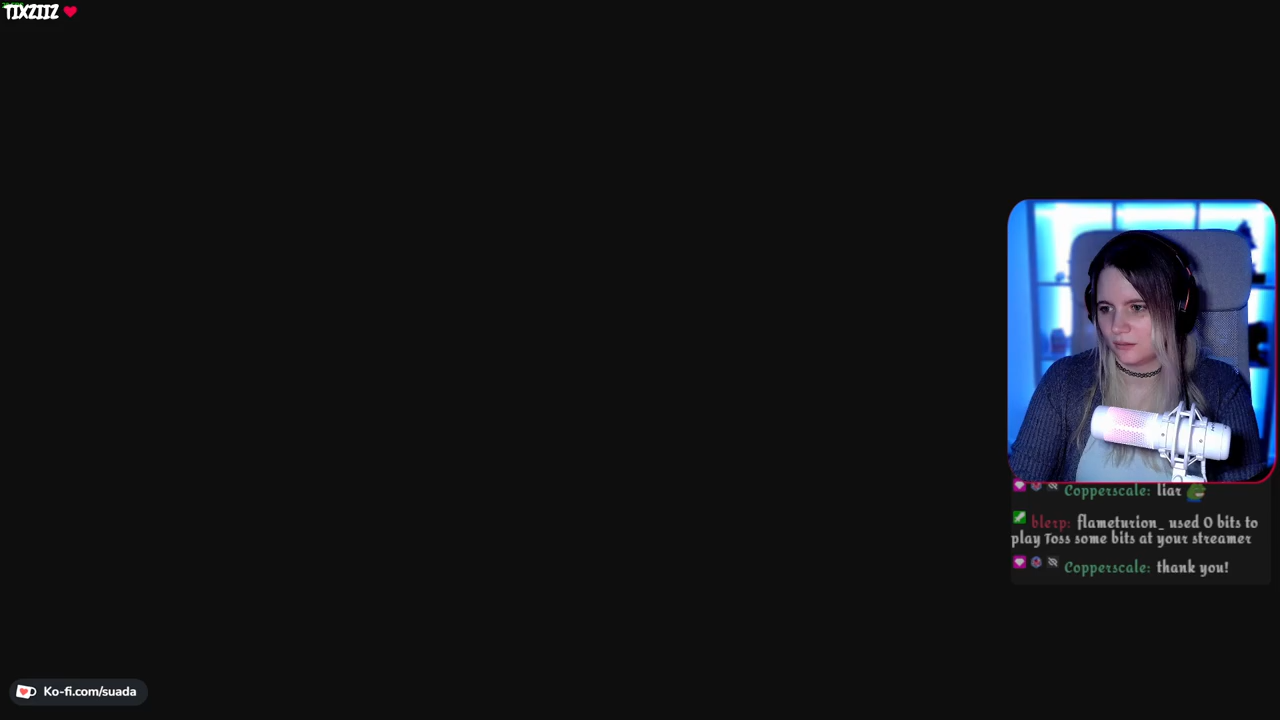 TIXZIIZ
Copperscale: liar
blerp: flameturion_ used 0 bits to
play Toss some bits at your streamer
Copperscale: thank you!
Ko-fi.com/suada